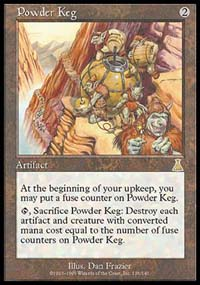 Powder Keg 2
Artifact
At the beginning of your upkeep, you
may put a fuse counter on Powder Keg.
, Sacrifice Powder Keg: Destroy each
artifact and creature with converted
mana cost equal to the number of fuse
counters on Powder Keg.
Illus. Dan Frazier